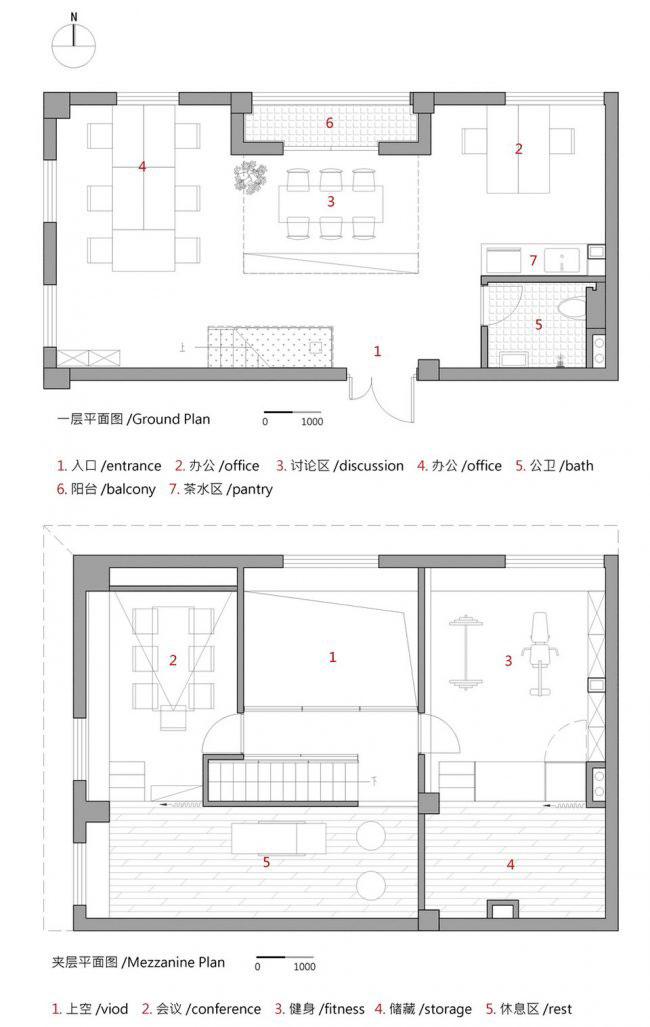 N
6
2
4
3
7
5
上
1
一层平面图 /Ground Plan
0 1000
1. 入口 /entrance 2. 办公 /office 3. 讨论区 /discussion 4. 办公 /office 5. 公卫 /bath
6. 阳台 /balcony 7. 茶水区 /pantry
2
1
3
下
5
4
夹层平面图 /Mezzanine Plan
0 1000
1. 上空 /viod 2. 会议 /conference 3. 健身 /fitness 4. 储藏 /storage 5. 休息区 /rest